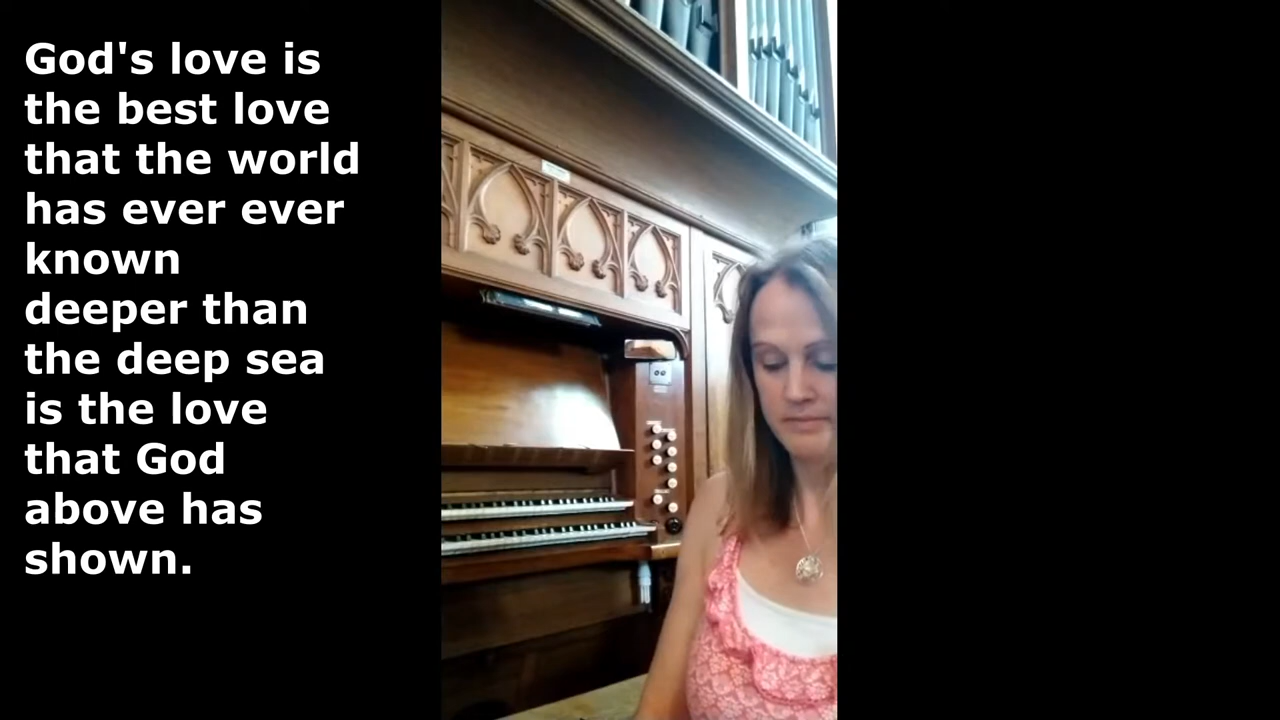 God's love is
the best love
that the world
has ever ever
known
deeper than
the deep sea
is the love
that God
above has
shown.